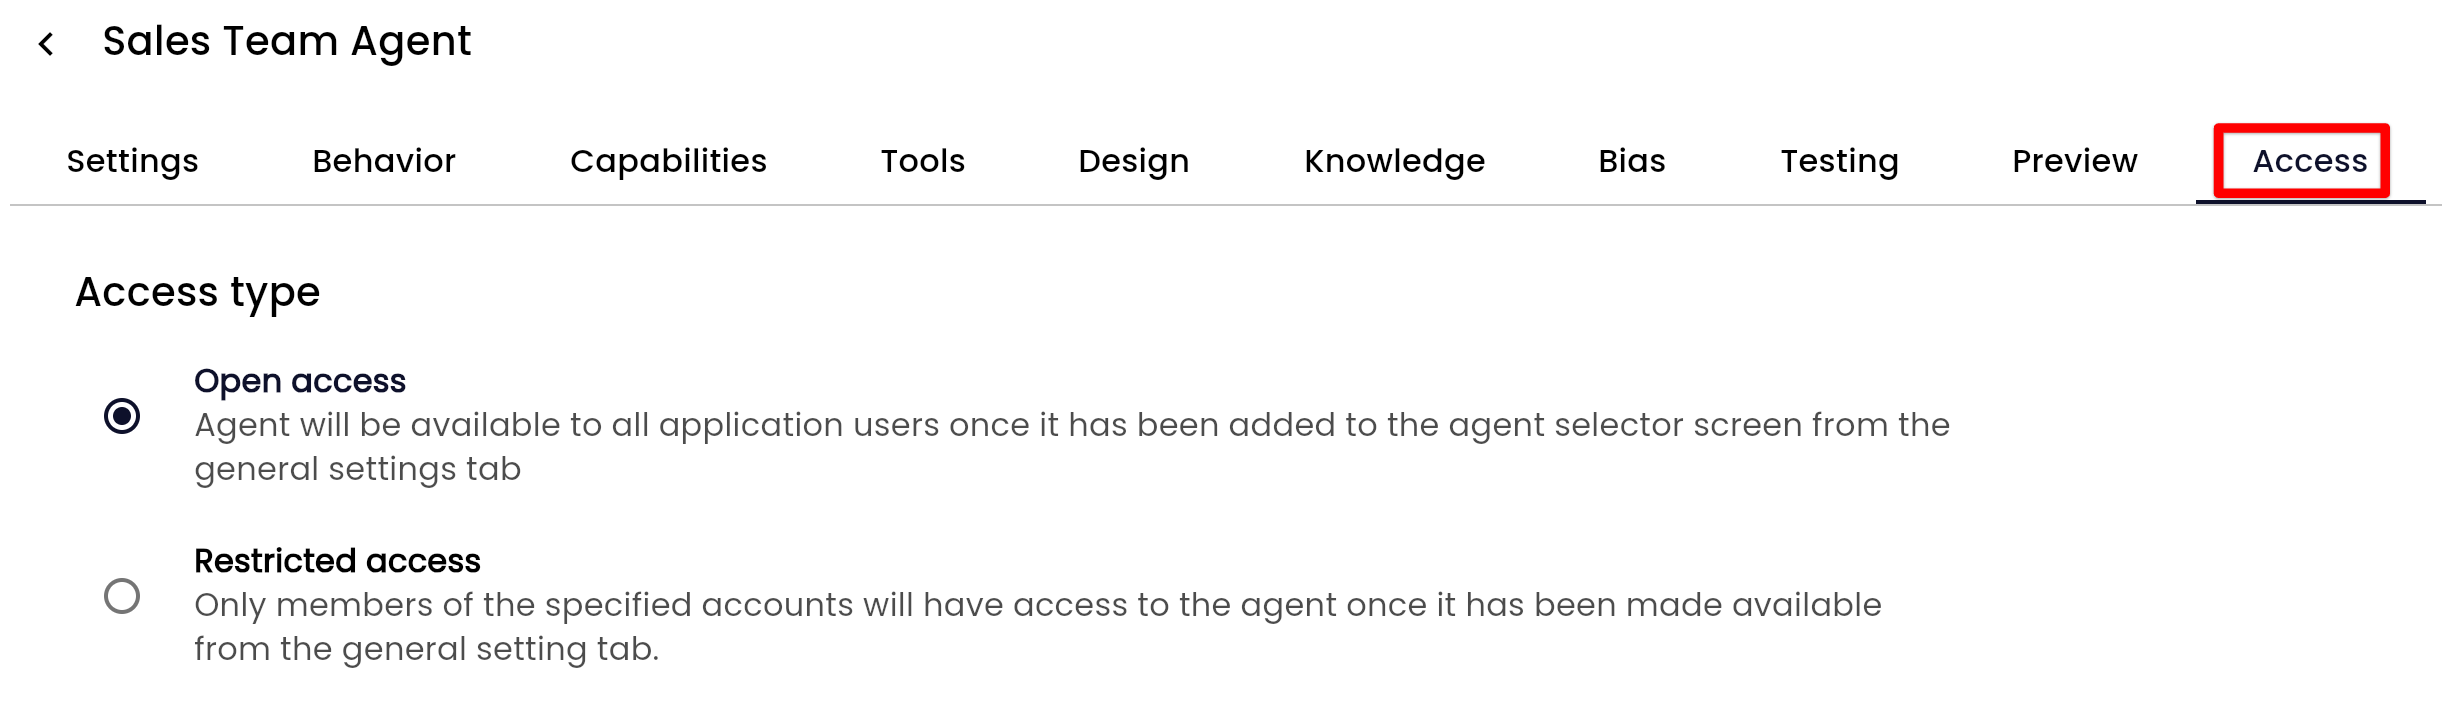 Sales Team Agent
Settings Behavior Capabilities Tools Design Knowledge Bias Testing Preview Access
Access type
Open access
Agent will be available to all application users once it has been added to the agent selector screen from the
general settings tab
Restricted access
Only members of the specified accounts will have access to the agent once it has been made available
from the general setting tab.